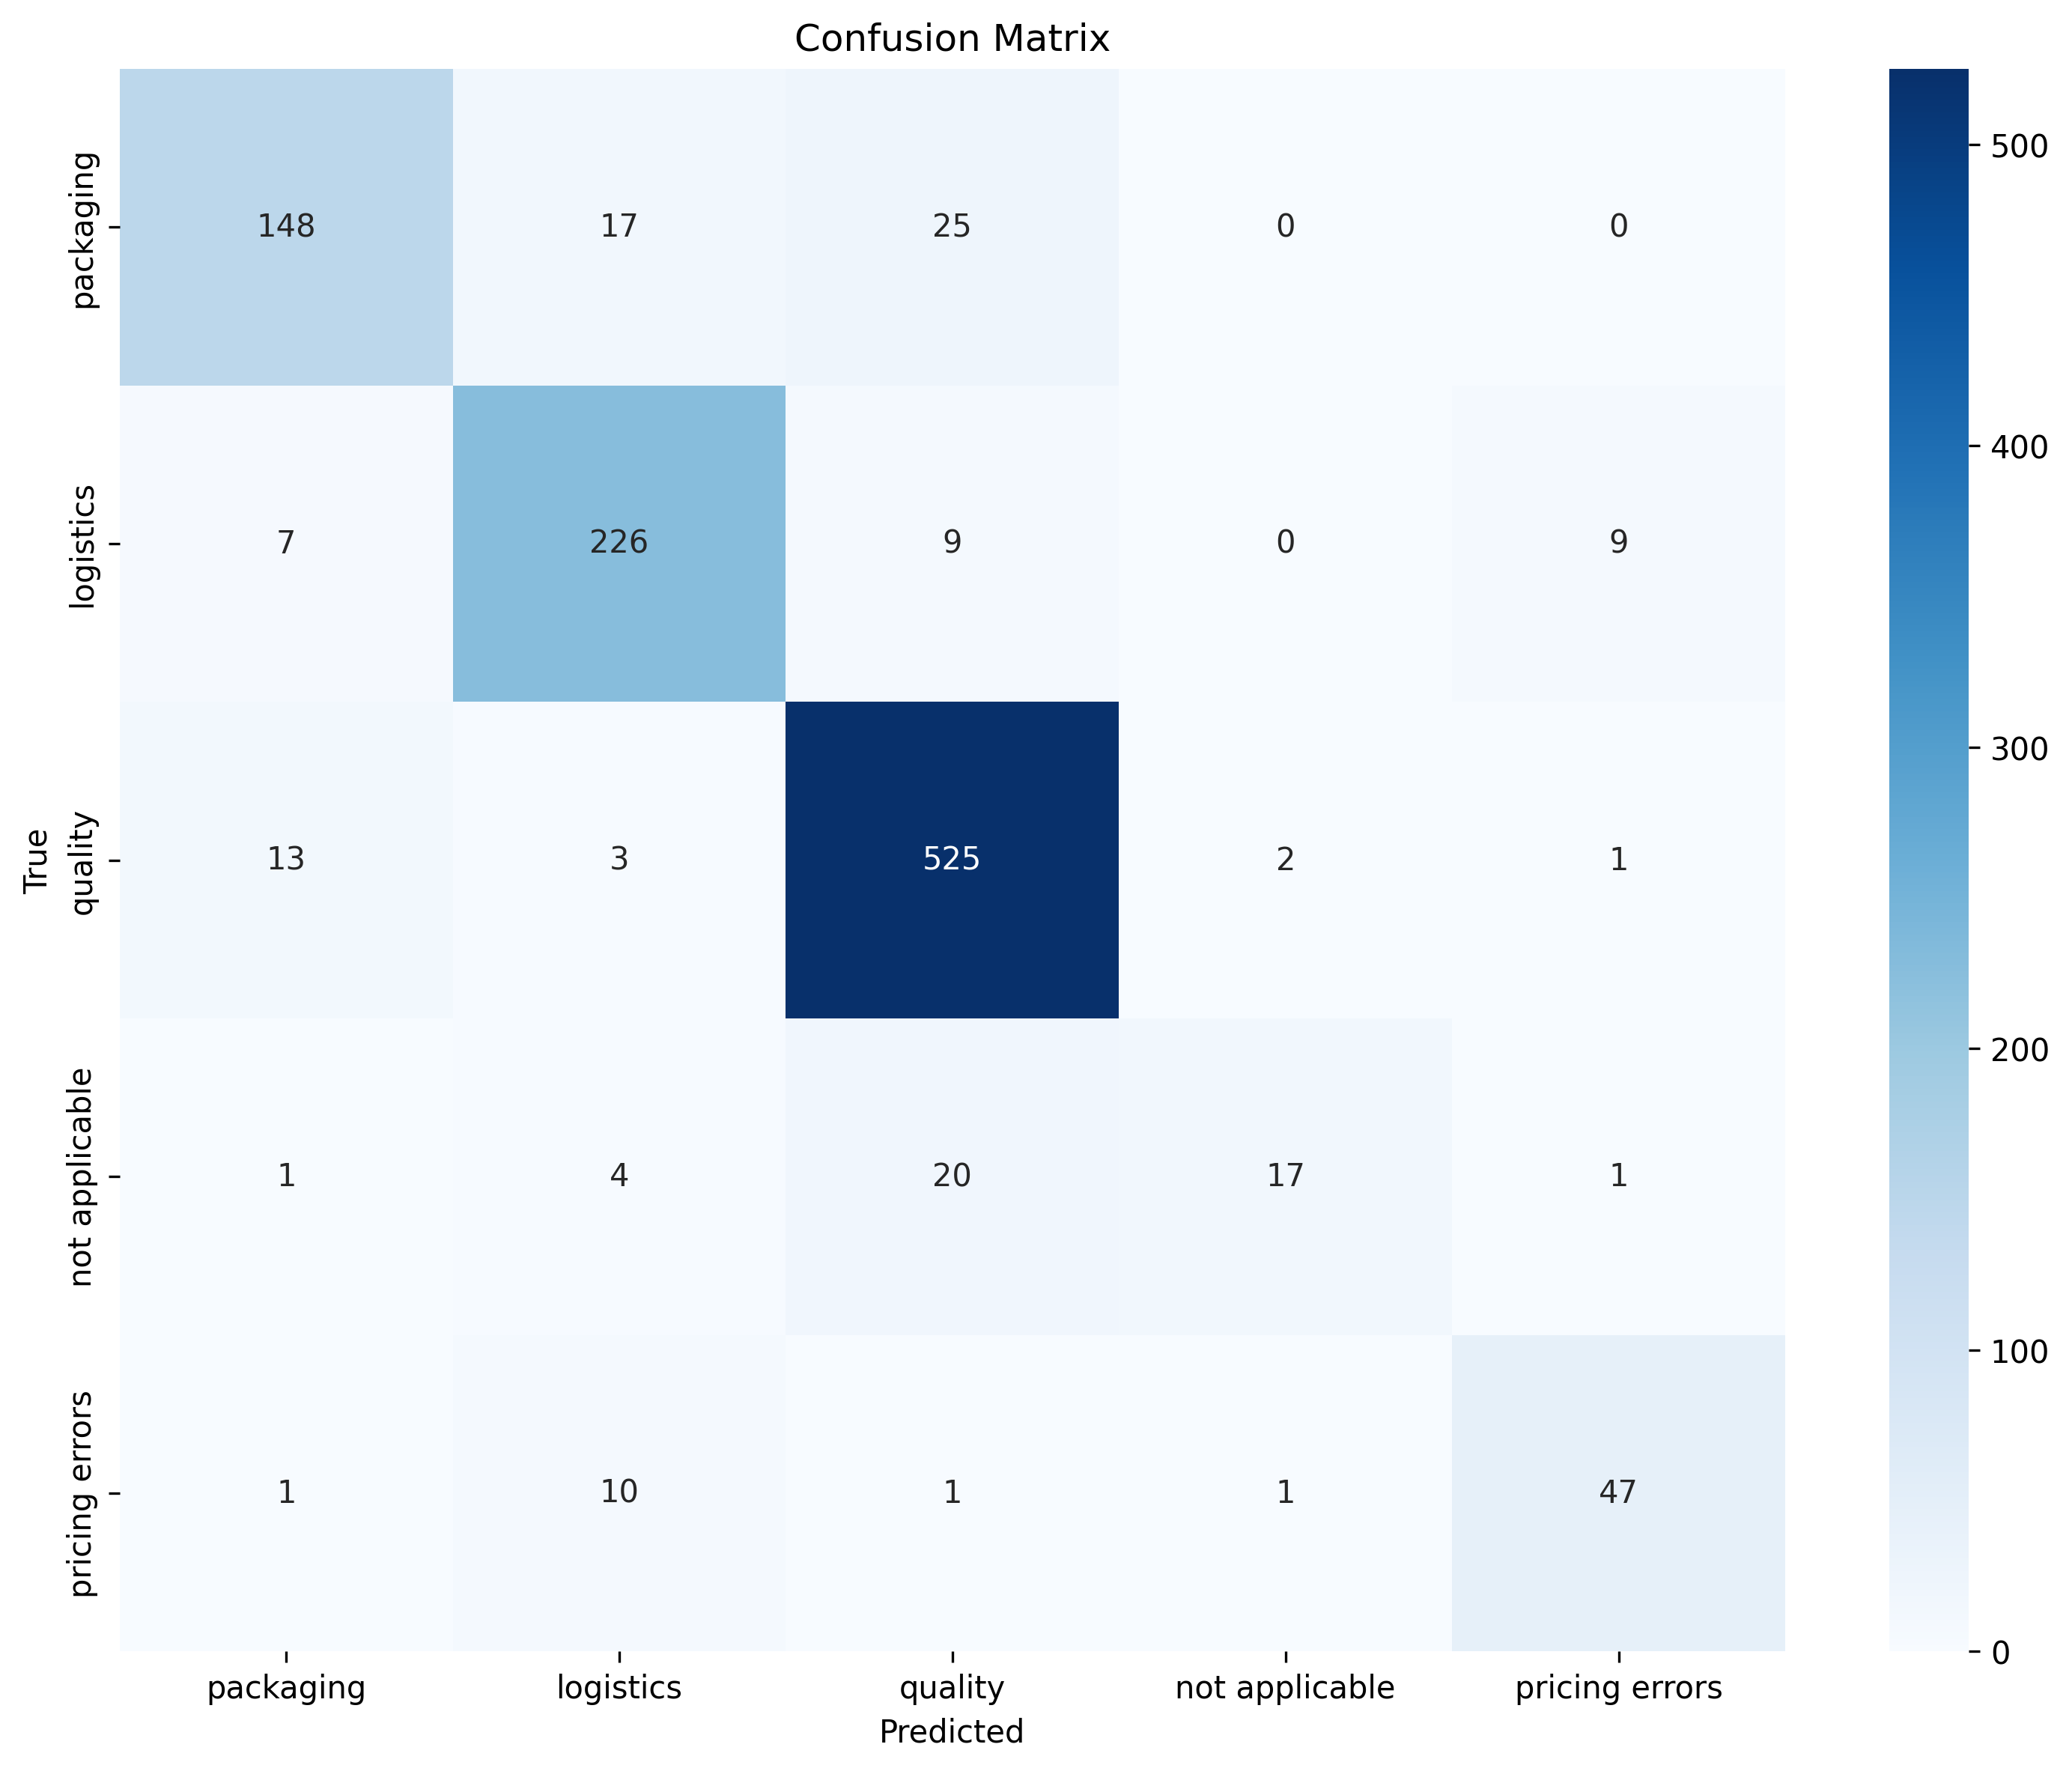 Confusion Matrix
packaging 148 17 25 0 0
logistics 7 226 9 0 9
quality 13 3 525 2 1
not applicable 1 4 20 17 1
pricing errors 1 10 1 1 47
True
packaging logistics quality not applicable pricing errors
Predicted
500
400
300
200
100
0